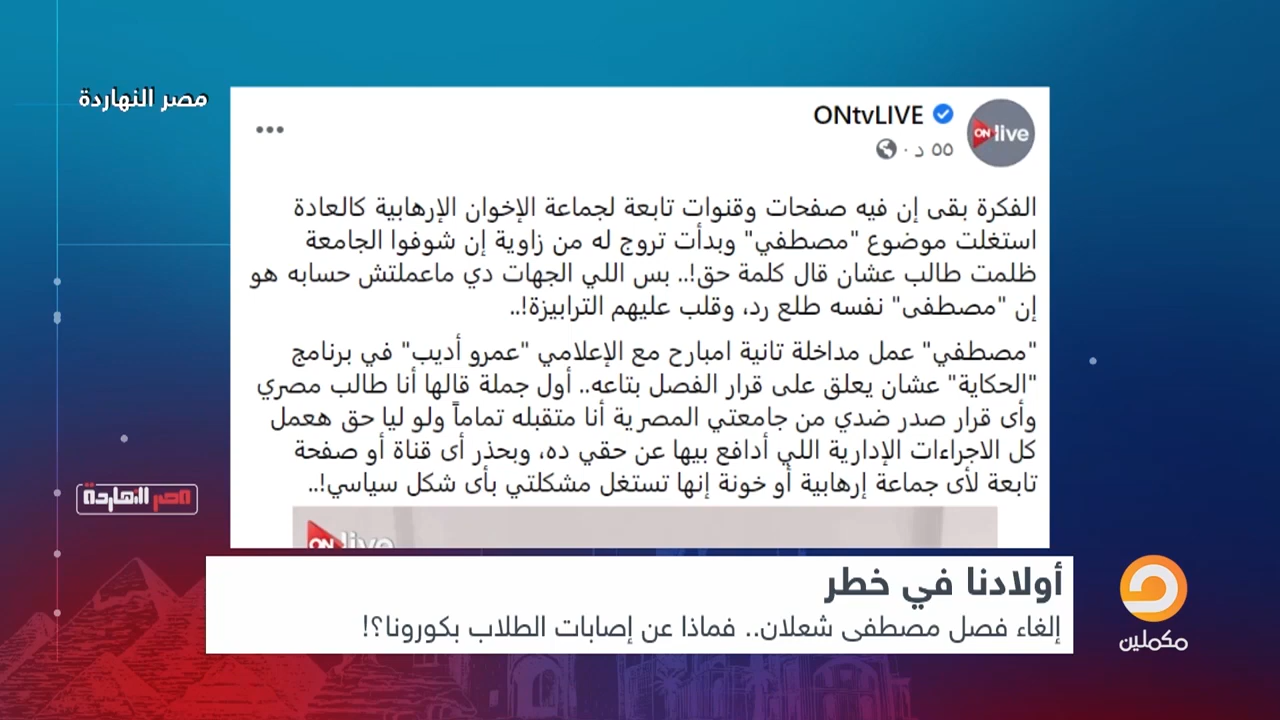 مصر النهاردة
ONtvLIVE
ON live
٥٥ د ·
الفكرة بقى إن فيه صفحات وقنوات تابعة لجماعة الإخوان الإرهابية كالعادة
استغلت موضوع "مصطفي" وبدأت تروج له من زاوية إن شوفوا الجامعة
ظلمت طالب عشان قال كلمة حق!.. بس اللي الجهات دي ماعملتش حسابه هو
إن "مصطفى" نفسه طلع رد، وقلب عليهم الترابيزة!..
"مصطفي" عمل مداخلة تانية امبارح مع الإعلامي "عمرو أديب" في برنامج
"الحكاية" عشان يعلق على قرار الفصل بتاعه.. أول جملة قالها أنا طالب مصري
وأى قرار صدر ضدي من جامعتي المصرية أنا متقبله تماماً ولو ليا حق هعمل
كل الاجراءات الإدارية اللي أدافع بيها عن حقي ده، وبحذر أى قناة أو صفحة
تابعة لأى جماعة إرهابية أو خونة إنها تستغل مشكلتي بأى شكل سياسي!..
ON live
مصر النهاردة
أولادنا في خطر
إلغاء فصل مصطفى شعلان.. فماذا عن إصابات الطلاب بكورونا؟!
مكملين